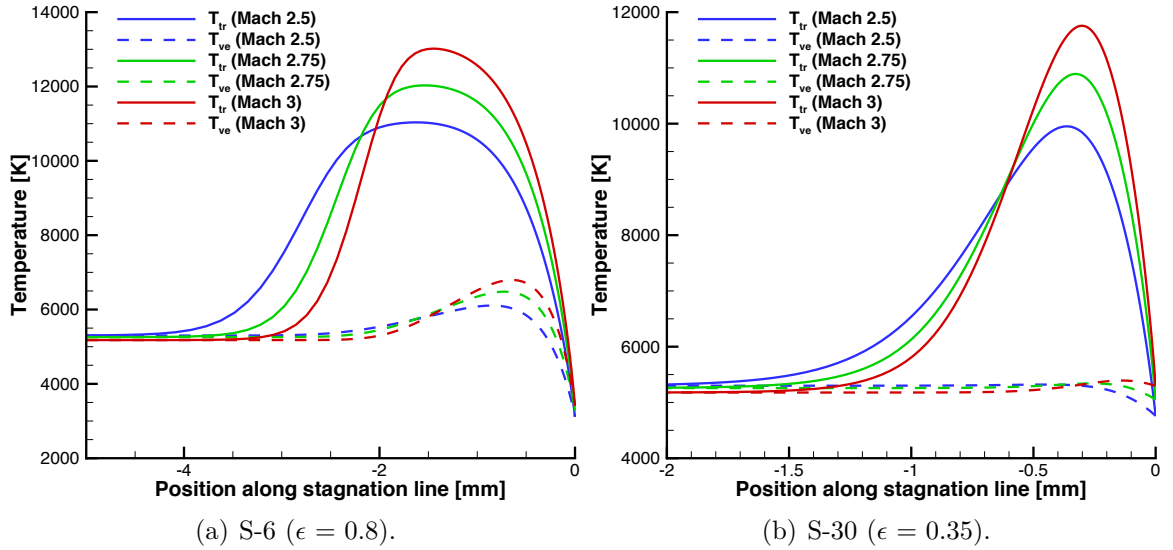 T_tr (Mach 2.5)
T_ve (Mach 2.5)
T_tr (Mach 2.75)
T_ve (Mach 2.75)
T_tr (Mach 3)
T_ve (Mach 3)
14000
12000
10000
8000
6000
4000
2000
Temperature [K]
-4
-2
0
Position along stagnation line [mm]
(a) S-6 (ϵ = 0.8).
T_tr (Mach 2.5)
T_ve (Mach 2.5)
T_tr (Mach 2.75)
T_ve (Mach 2.75)
T_tr (Mach 3)
T_ve (Mach 3)
12000
10000
8000
6000
4000
Temperature [K]
-2
-1.5
-1
-0.5
0
Position along stagnation line [mm]
(b) S-30 (ϵ = 0.35).